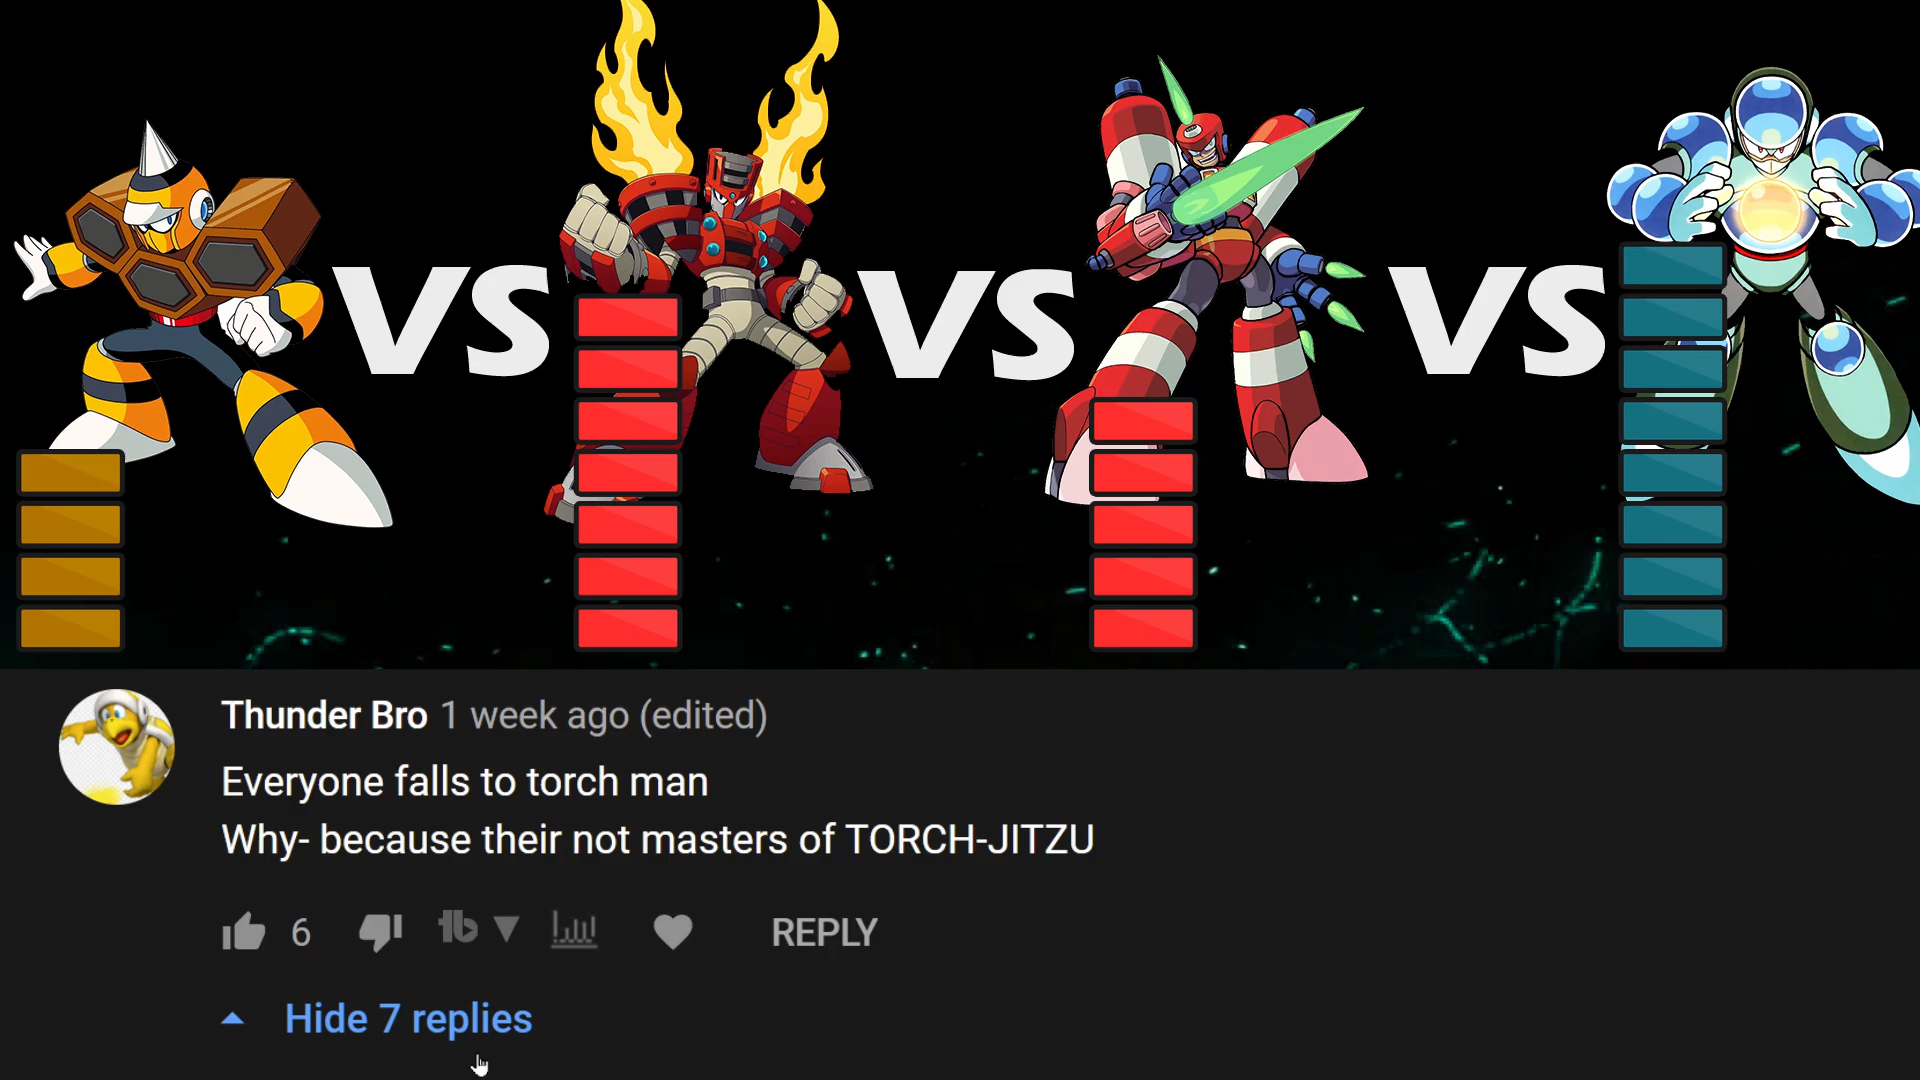 VS VS VS
Thunder Bro 1 week ago (edited)
Everyone falls to torch man
Why- because their not masters of TORCH-JITZU
6 tb REPLY
Hide 7 replies